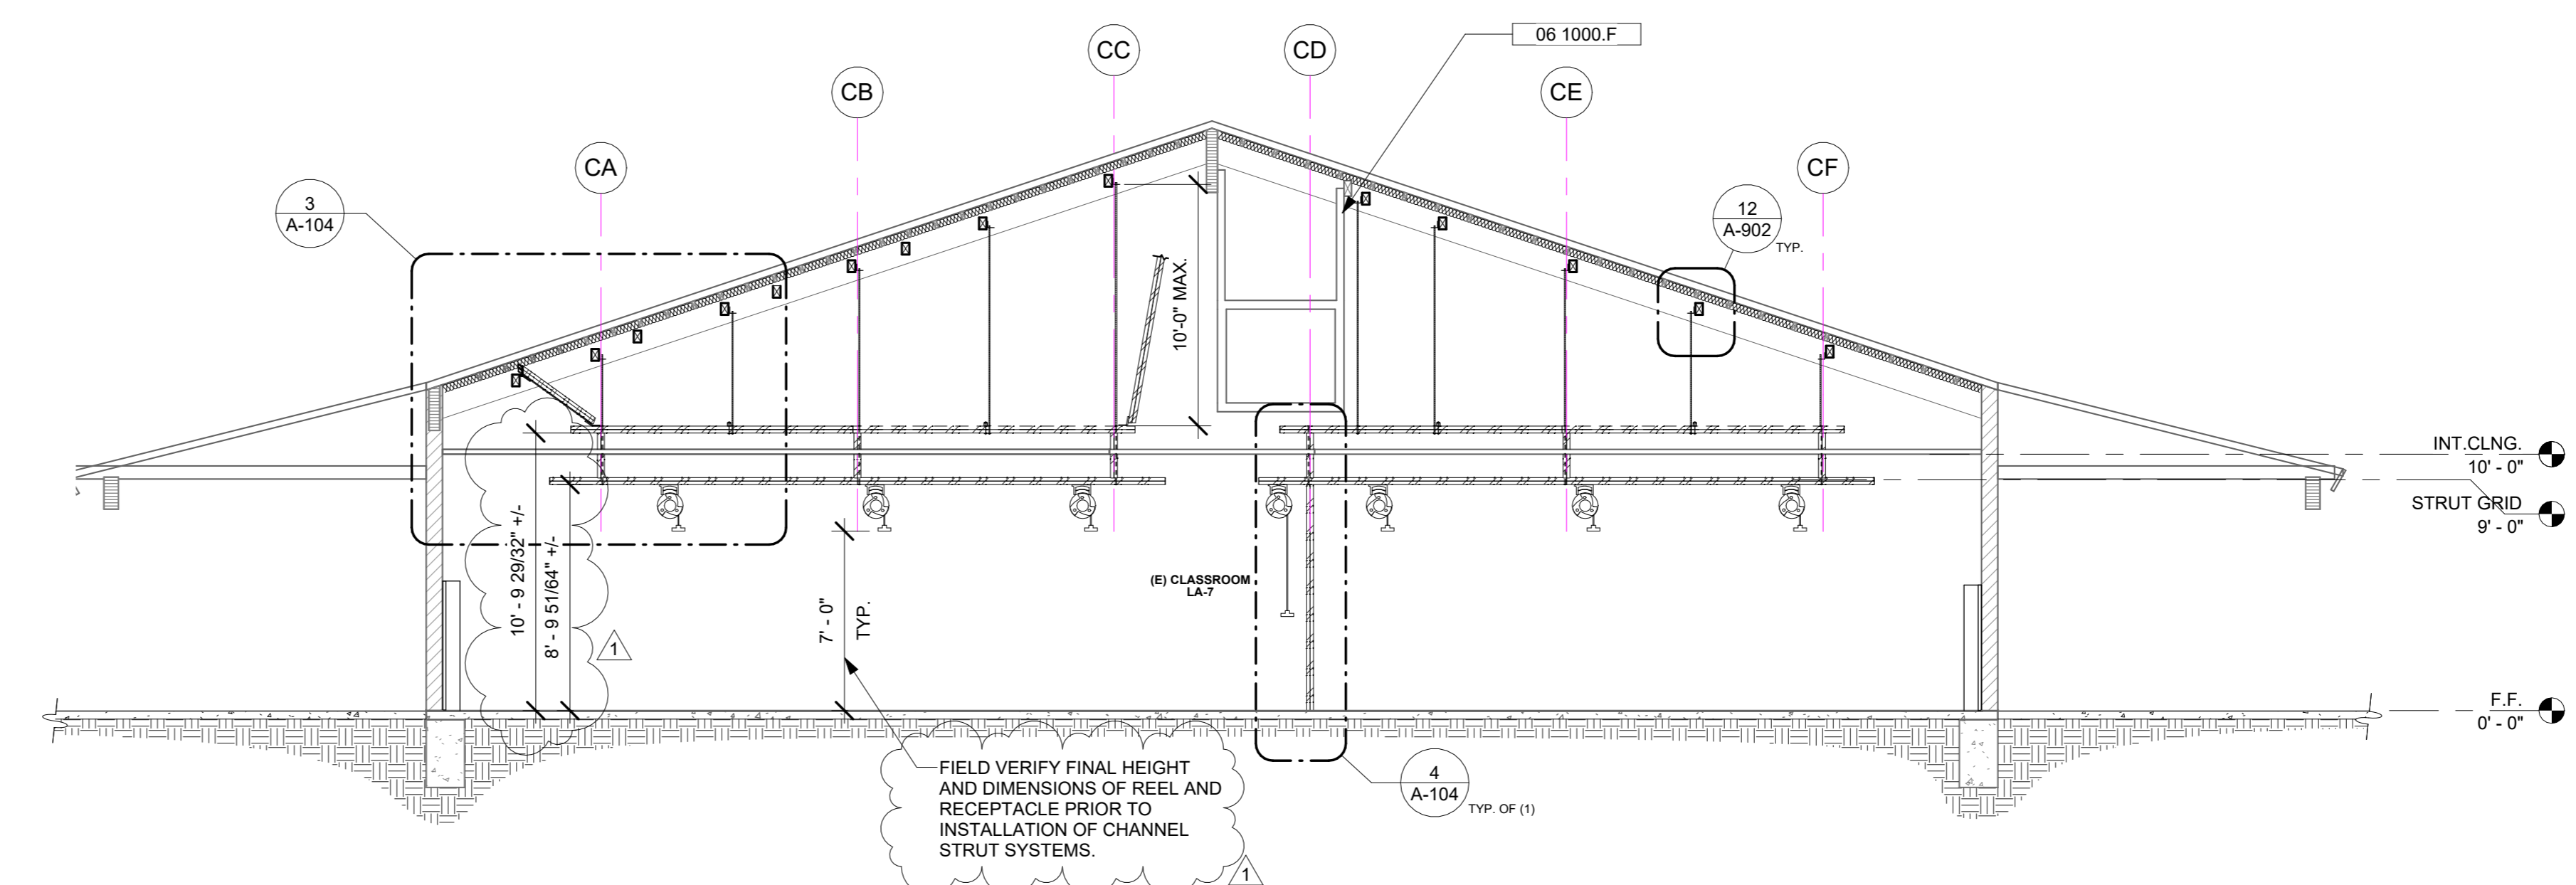 06 1000.F
CC
CD
CB
CE
CA
CF
3
A-104
12
A-902
TYP.
10'-0" MAX.
INT.CLNG.
10' - 0"
STRUT GRID
9' - 0"
10' - 9 29/32" +/-
8' - 9 51/64" +/-
1
7' - 0"
TYP.
(E) CLASSROOM
LA-7
F.F.
0' - 0"
FIELD VERIFY FINAL HEIGHT
AND DIMENSIONS OF REEL AND
RECEPTACLE PRIOR TO
INSTALLATION OF CHANNEL
STRUT SYSTEMS.
1
4
A-104
TYP. OF (1)